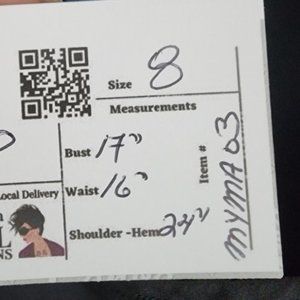 Size 8
Measurements
Bust 17"
Waist 16"
Shoulder -Hem 24"
Item # MYMA03
Local Delivery